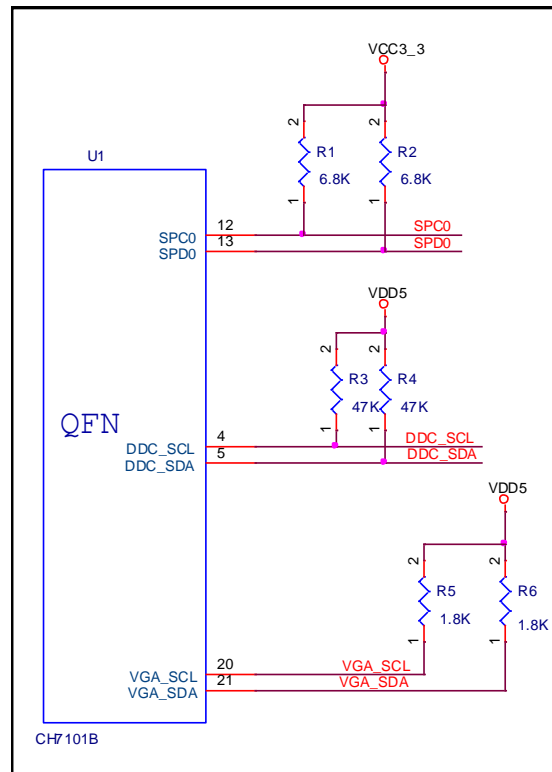 VCC3_3
U1
2
2
R1
R2
6.8K
6.8K
1
1
12
SPC0
SPC0
13
SPD0
SPD0
VDD5
2
2
R3
R4
47K
47K
1
1
QFN
4
DDC_SCL
DDC_SCL
5
DDC_SDA
DDC_SDA
VDD5
2
2
R5
R6
1.8K
1.8K
1
1
20
VGA_SCL
VGA_SCL
21
VGA_SDA
VGA_SDA
CH7101B